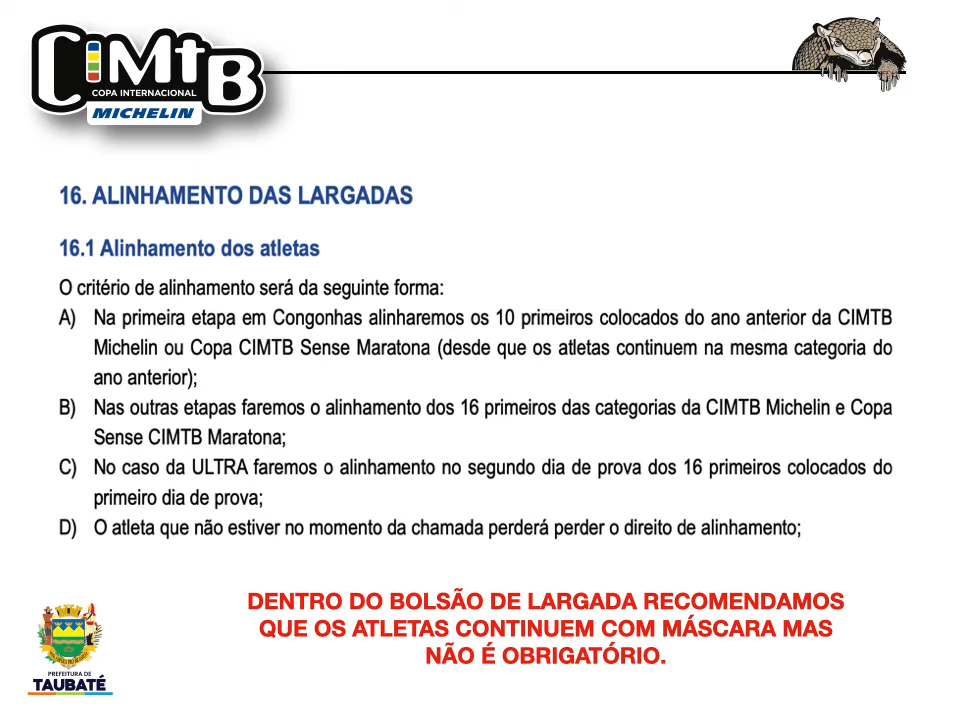 CIMTB
COPA INTERNACIONAL
MICHELIN
16. ALINHAMENTO DAS LARGADAS
16.1 Alinhamento dos atletas
O critério de alinhamento será da seguinte forma:
A) Na primeira etapa em Congonhas alinharemos os 10 primeiros colocados do ano anterior da CIMTB
Michelin ou Copa CIMTB Sense Maratona (desde que os atletas continuem na mesma categoria do
ano anterior);
B) Nas outras etapas faremos o alinhamento dos 16 primeiros das categorias da CIMTB Michelin e Copa
Sense CIMTB Maratona;
C) No caso da ULTRA faremos o alinhamento no segundo dia de prova dos 16 primeiros colocados do
primeiro dia de prova;
D) O atleta que não estiver no momento da chamada perderá perder o direito de alinhamento;
DENTRO DO BOLSÃO DE LARGADA RECOMENDAMOS
QUE OS ATLETAS CONTINUEM COM MÁSCARA MAS
NÃO É OBRIGATÓRIO.
PREFEITURA DE
TAUBATÉ